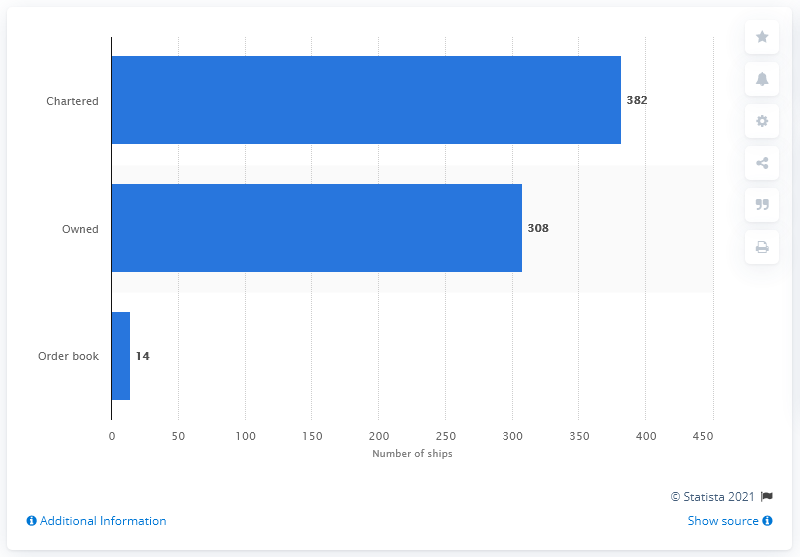 Chartered
382
Owned
308
Order book
14
0 50 100 150 200 250 300 350 400 450
Number of ships
© Statista 2021
Additional Information
Show source